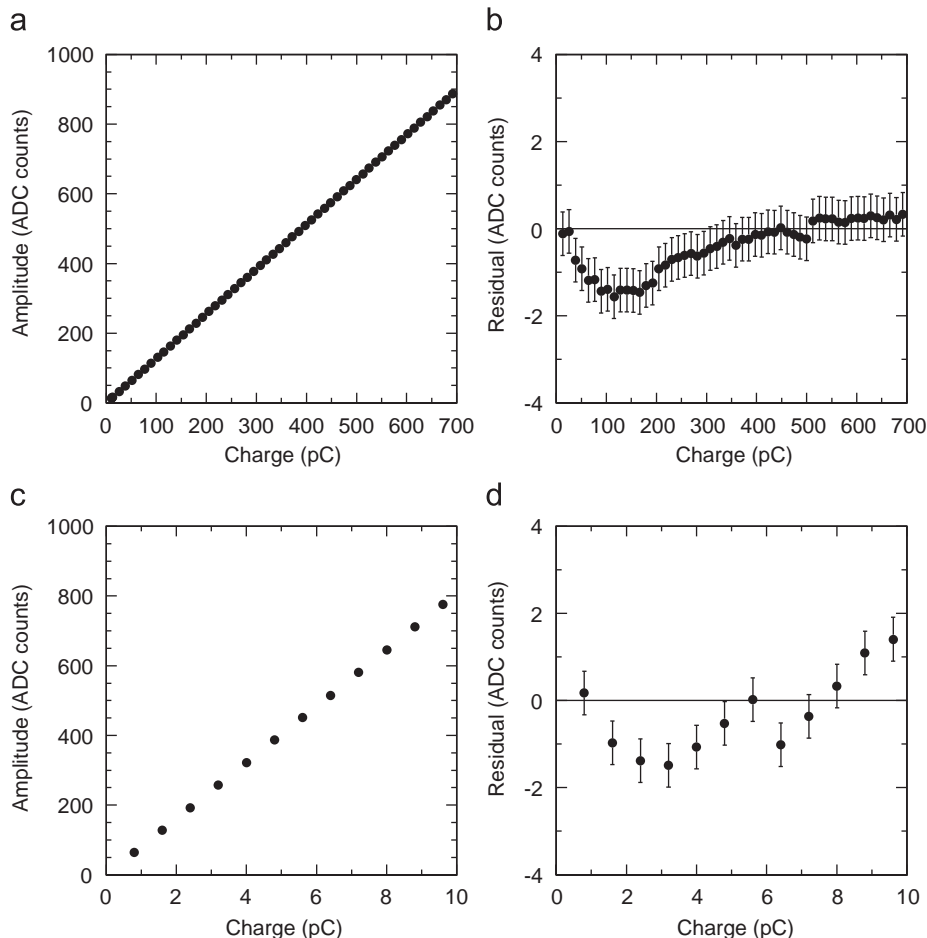 a
1000
800
600
400
200
0
Amplitude (ADC counts)
0 100 200 300 400 500 600 700
Charge (pC)
b
4
2
0
-2
-4
Residual (ADC counts)
0 100 200 300 400 500 600 700
Charge (pC)
c
1000
800
600
400
200
0
Amplitude (ADC counts)
0 2 4 6 8 10
Charge (pC)
d
4
2
0
-2
-4
Residual (ADC counts)
0 2 4 6 8 10
Charge (pC)